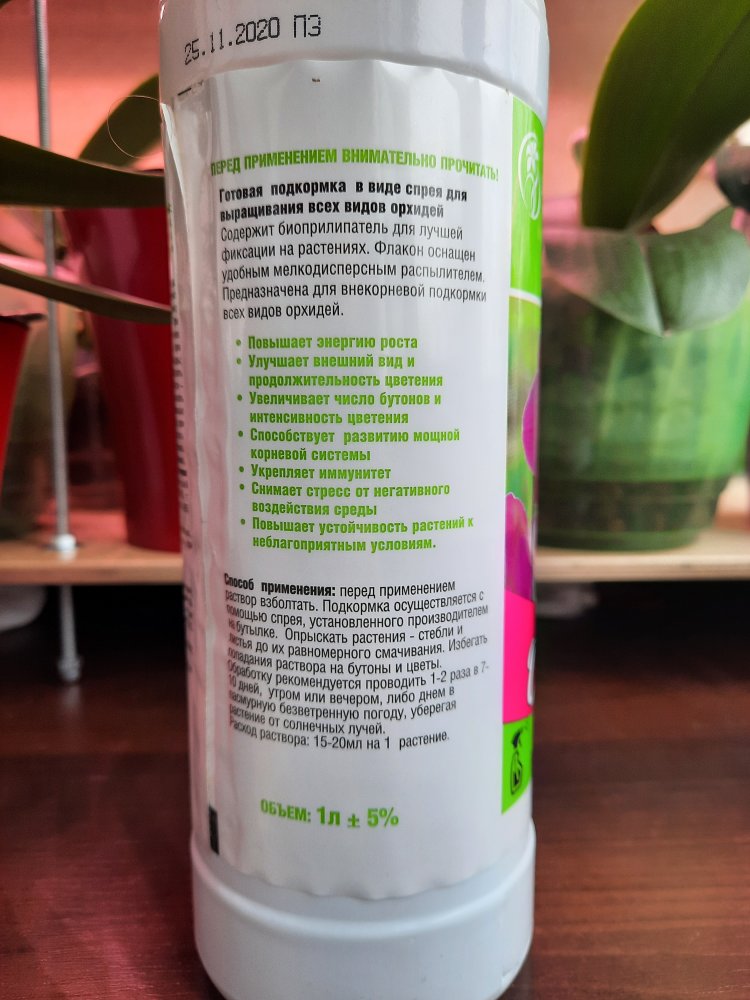 25.11.2020 ПЭ
ПЕРЕД ПРИМЕНЕНИЕМ ВНИМАТЕЛЬНО ПРОЧИТАТЬ!
Готовая подкормка в виде спрея для
выращивания всех видов орхидей
Содержит биоприлипатель для лучшей
фиксации на растениях. Флакон оснащен
удобным мелкодисперсным распылителем.
Предназначена для внекорневой подкормки
всех видов орхидей.
• Повышает энергию роста
• Улучшает внешний вид и
продолжительность цветения
• Увеличивает число бутонов и
интенсивность цветения
• Способствует развитию мощной
корневой системы
• Укрепляет иммунитет
• Снимает стресс от негативного
воздействия среды
• Повышает устойчивость растений к
неблагоприятным условиям.
Способ применения: перед применением
раствор взболтать. Подкормка осуществляется с
помощью спрея, установленного производителем
на бутылке. Опрыскать растения - стебли и
листья до их равномерного смачивания. Избегать
попадания раствора на бутоны и цветы.
Обработку рекомендуется проводить 1-2 раза в 7-
10 дней, утром или вечером, либо днем в
пасмурную безветренную погоду, уберегая
растение от солнечных лучей.
Расход раствора: 15-20мл на 1 растение.
ОБЪЕМ: 1л ± 5%